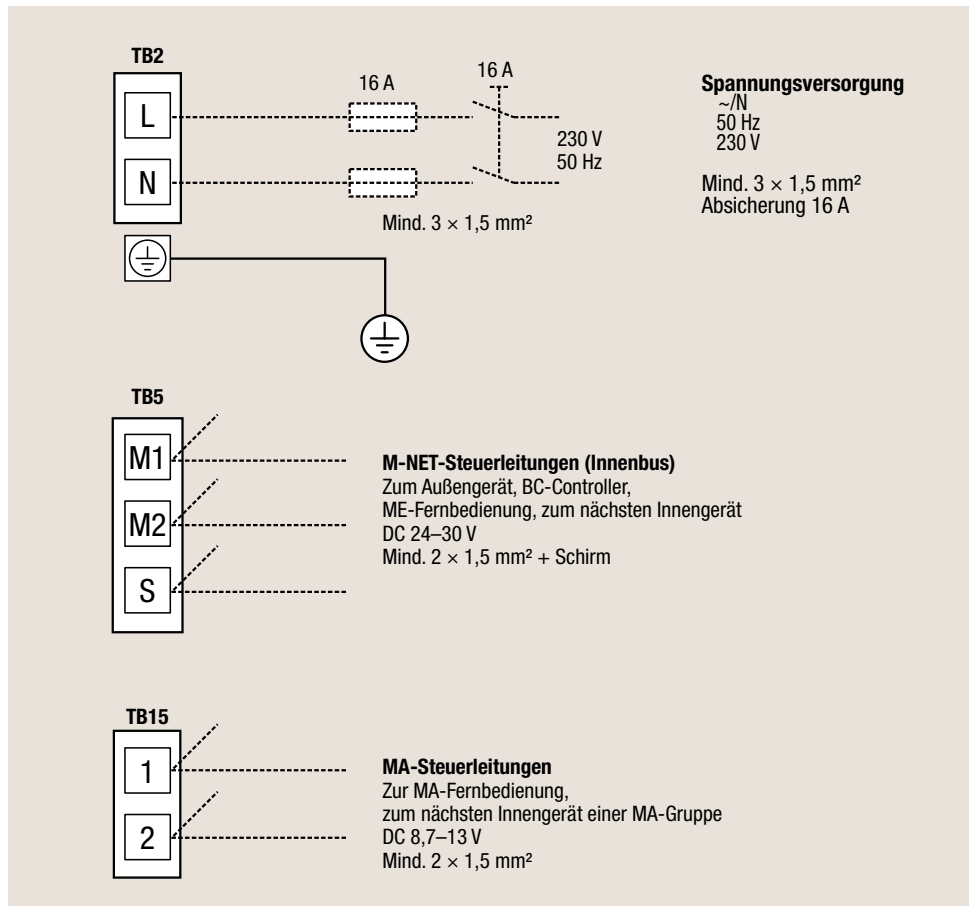 TB2
L
N
16 A
16 A
230 V
50 Hz
Mind. 3 × 1,5 mm²
Spannungsversorgung
~/N
50 Hz
230 V
Mind. 3 × 1,5 mm²
Absicherung 16 A
TB5
M1
M2
S
M-NET-Steuerleitungen (Innenbus)
Zum Außengerät, BC-Controller,
ME-Fernbedienung, zum nächsten Innengerät
DC 24–30 V
Mind. 2 × 1,5 mm² + Schirm
TB15
1
2
MA-Steuerleitungen
Zur MA-Fernbedienung,
zum nächsten Innengerät einer MA-Gruppe
DC 8,7–13 V
Mind. 2 × 1,5 mm²